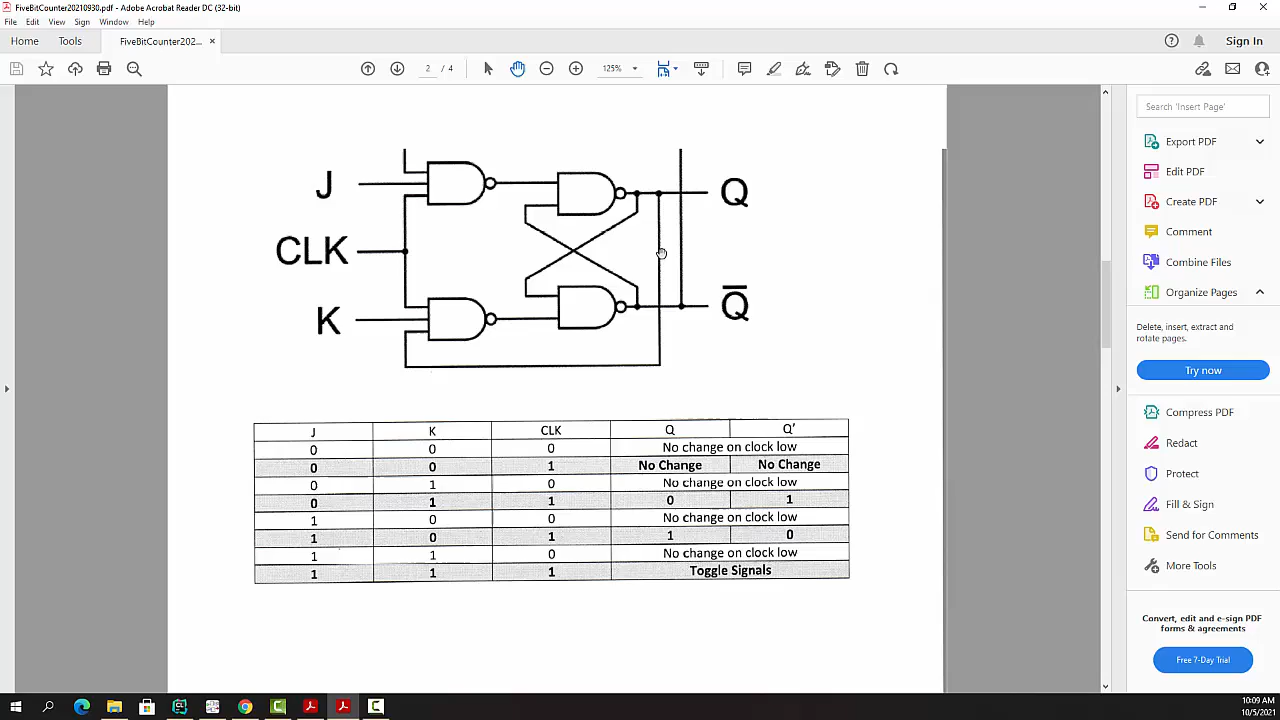 FiveBitCounter20210930.pdf - Adobe Acrobat Reader DC (32-bit)
File Edit View Sign Window Help
Home Tools FiveBitCounter202... × Sign In
2 / 4 125%
J Q
CLK
K Q̅
J K CLK Q Q'
0 0 0 No change on clock low
0 0 1 No Change No Change
0 1 0 No change on clock low
0 1 1 0 1
1 0 0 No change on clock low
1 0 1 1 0
1 1 0 No change on clock low
1 1 1 Toggle Signals
Search 'Insert Page'
Export PDF
Edit PDF
Create PDF
Comment
Combine Files
Organize Pages
Delete, insert, extract and
rotate pages.
Try now
Compress PDF
Redact
Protect
Fill & Sign
Send for Comments
More Tools
Convert, edit and e-sign PDF
forms & agreements
Free 7-Day Trial
10:09 AM
10/5/2021